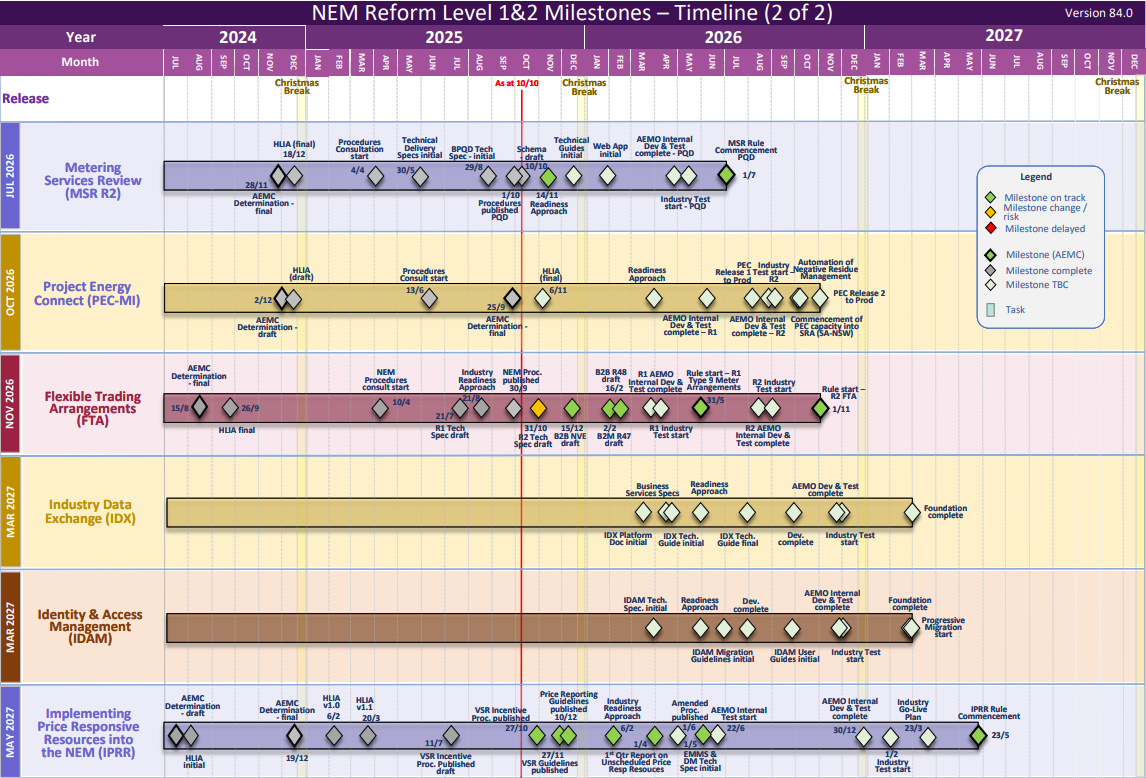 NEM Reform Level 1&2 Milestones – Timeline (2 of 2)
Version 84.0
Year
2024
2025
2026
2027
Month
JUL AUG SEP OCT NOV DEC JAN FEB MAR APR MAY JUN JUL AUG SEP OCT NOV DEC JAN FEB MAR APR MAY JUN JUL AUG SEP OCT NOV DEC JAN FEB MAR APR MAY JUN JUL AUG SEP OCT NOV DEC
Release
Christmas
Break
As at 10/10
Christmas
Break
Christmas
Break
Christmas
Break
JUL 2026
Metering
Services Review
(MSR R2)
28/11
AEMC
Determination -
final
HLIA (final)
18/12
Procedures
Consultation
start
4/4
Technical
Delivery
Specs initial
30/5
BPQD Tech
Spec - initial
29/8
1/10
Procedures
published
PQD
Schema
- draft
10/10
14/11
Readiness
Approach
Technical
Guides
initial
Web App
initial
AEMO Internal
Dev & Test
complete - PQD
Industry Test
start - PQD
MSR Rule
Commencement
PQD
1/7
OCT 2026
Project Energy
Connect (PEC-MI)
2/12
AEMC
Determination -
draft
HLIA
(draft)
Procedures
Consult start
13/6
25/9
AEMC
Determination -
final
HLIA
(final)
6/11
Readiness
Approach
AEMO Internal
Dev & Test
complete – R1
PEC
Release 1
to Prod
Industry
Test start –
R2
AEMO Internal
Dev & Test
complete – R2
Automation of
Negative Residue
Management
Commencement of
PEC capacity into
SRA (SA-NSW)
PEC Release 2
to Prod
NOV 2026
Flexible Trading
Arrangements
(FTA)
AEMC
Determination
- final
15/8
26/9
HLIA final
NEM
Procedures
consult start
10/4
21/7
R1 Tech
Spec draft
Industry
Readiness
Approach
21/8
NEM Proc.
published
30/9
31/10
R2 Tech
Spec draft
15/12
B2B NVE
draft
B2B R48
draft
16/2
2/2
B2M R47
draft
R1 AEMO
Internal Dev &
Test complete
R1 Industry
Test start
Rule start – R1
Type 9 Meter
Arrangements
31/5
R2 Industry
Test start
R2 AEMO
Internal Dev &
Test complete
Rule start –
R2 FTA
1/11
MAR 2027
Industry Data
Exchange (IDX)
IDX Platform
Doc initial
Business
Services Specs
IDX Tech.
Guide initial
Readiness
Approach
IDX Tech.
Guide final
Dev.
complete
AEMO Dev & Test
complete
Industry Test
start
Foundation
complete
MAR 2027
Identity & Access
Management
(IDAM)
IDAM Tech.
Spec. initial
Readiness
Approach
IDAM Migration
Guidelines initial
Dev.
complete
IDAM User
Guides initial
AEMO Internal
Dev & Test
complete
Industry Test
start
Foundation
complete
Progressive
Migration
start
MAY 2027
Implementing
Price Responsive
Resources into
the NEM (IPRR)
AEMC
Determination
- draft
HLIA
initial
AEMC
Determination
- final
19/12
HLIA
v1.0
6/2
HLIA
v1.1
20/3
11/7
VSR Incentive
Proc. Published
draft
VSR Incentive
Proc. published
27/10
27/11
VSR Guidelines
published
Price Reporting
Guidelines
published
10/12
Industry
Readiness
Approach
6/2
1/4
1st Qtr Report on
Unscheduled Price
Resp Resouces
Amended
Proc.
published
1/6
1/5
EMMS &
DM Tech
Spec initial
AEMO Internal
Test start
22/6
AEMO Internal
Dev & Test
complete
30/12
1/2
Industry
Test start
Industry
Go-Live
Plan
23/3
IPRR Rule
Commencement
23/5
Legend
Milestone on track
Milestone change /
risk
Milestone delayed
Milestone (AEMC)
Milestone complete
Milestone TBC
Task